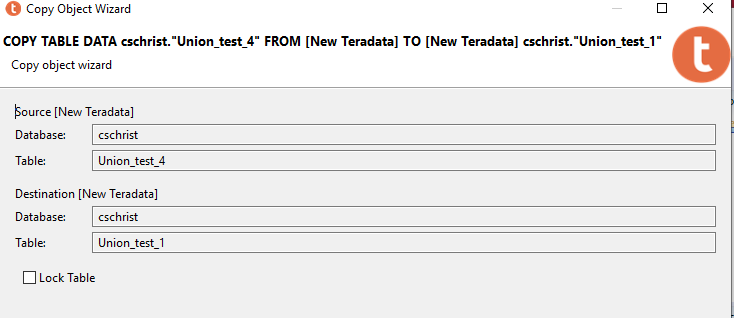 t Copy Object Wizard
COPY TABLE DATA cschrist."Union_test_4" FROM [New Teradata] TO [New Teradata] cschrist."Union_test_1"
Copy object wizard
t
Source [New Teradata]
Database: cschrist
Table: Union_test_4
Destination [New Teradata]
Database: cschrist
Table: Union_test_1
Lock Table